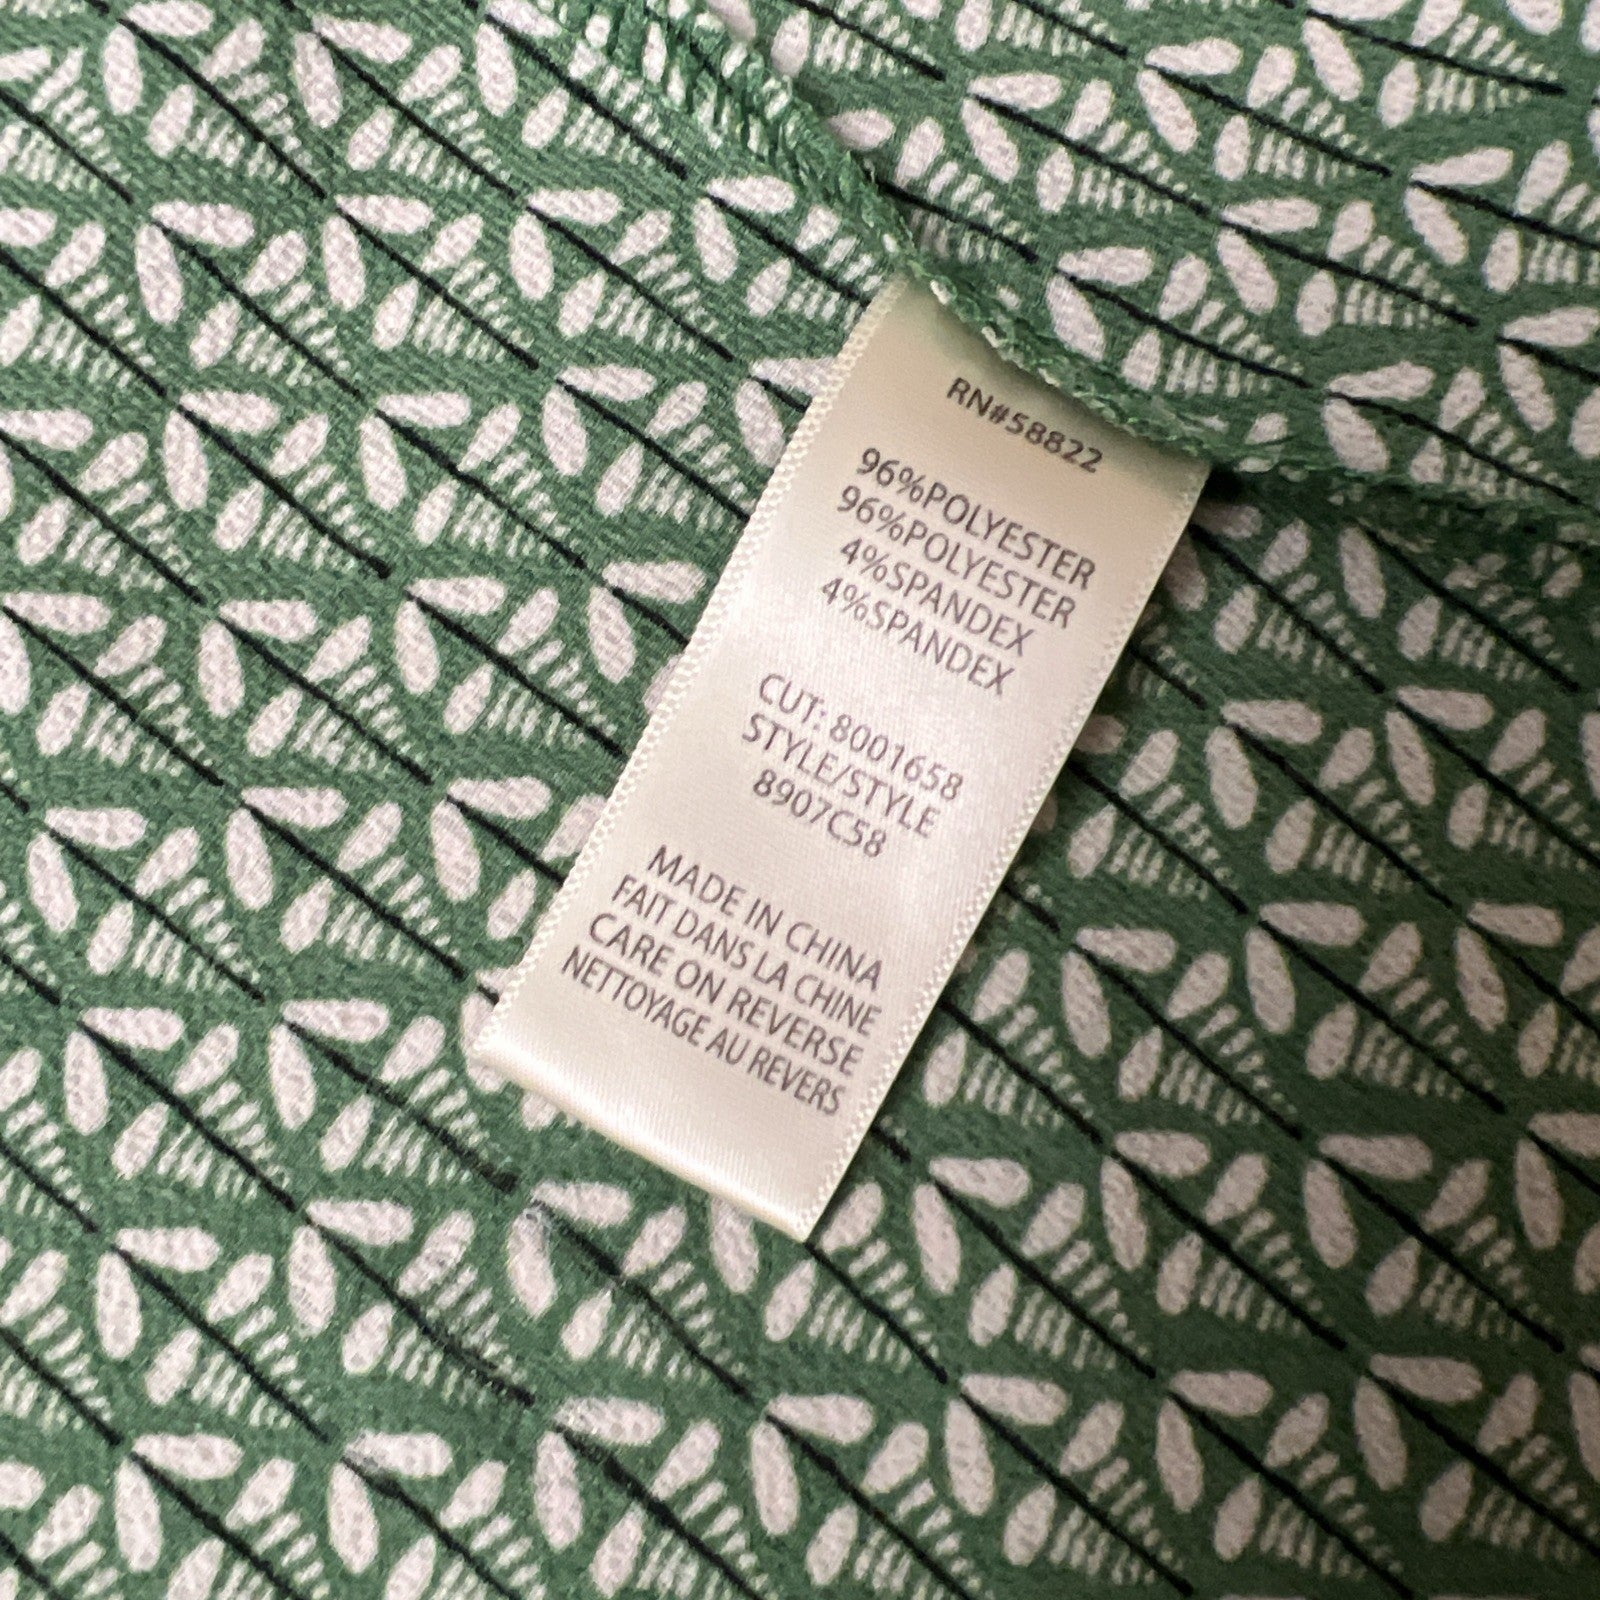 RN#58822
96%POLYESTER
96%POLYESTER
4%SPANDEX
4%SPANDEX
CUT: 8001658
STYLE/STYLE
8907C58
MADE IN CHINA
FAIT DANS LA CHINE
CARE ON REVERSE
NETTOYAGE AU REVERS